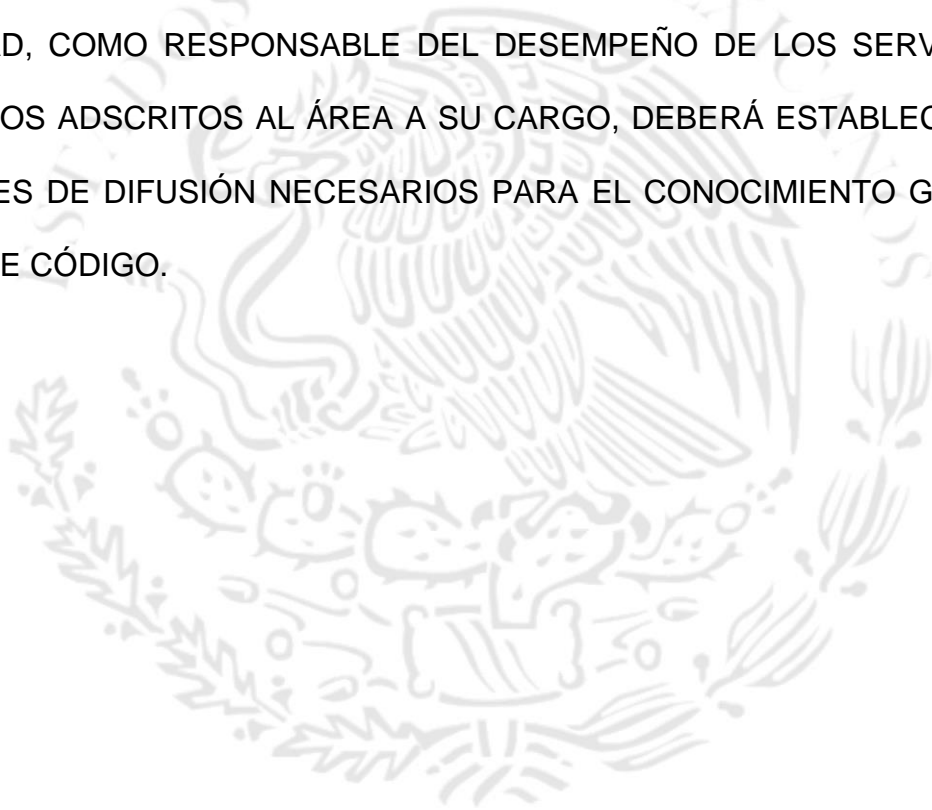 AD, COMO RESPONSABLE DEL DESEMPEÑO DE LOS SERV
OS ADSCRITOS AL ÁREA A SU CARGO, DEBERÁ ESTABLEC
ES DE DIFUSIÓN NECESARIOS PARA EL CONOCIMIENTO G
E CÓDIGO.